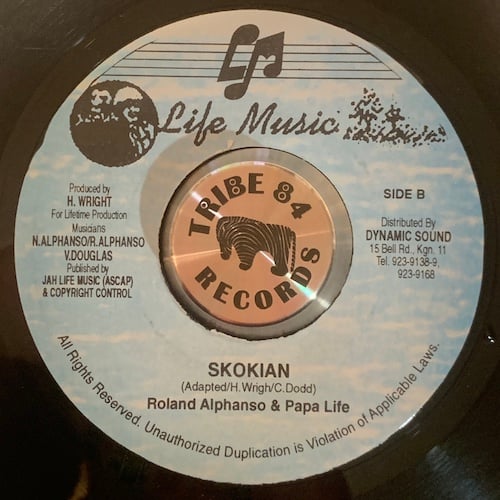 Life Music
Produced by
H. WRIGHT
For Lifetime Production
Musicians
N.ALPHANSO/R.ALPHANSO
V.DOUGLAS
Published by
JAH LIFE MUSIC (ASCAP)
& COPYRIGHT CONTROL
TRIBE 84
RECORDS
SIDE B
Distributed By
DYNAMIC SOUND
15 Bell Rd., Kgn. 11
Tel. 923-9138-9,
923-9168
SKOKIAN
(Adapted/H.Wrigh/C.Dodd)
Roland Alphanso & Papa Life
All Rights Reserved. Unauthorized Duplication is Violation of Applicable Laws.